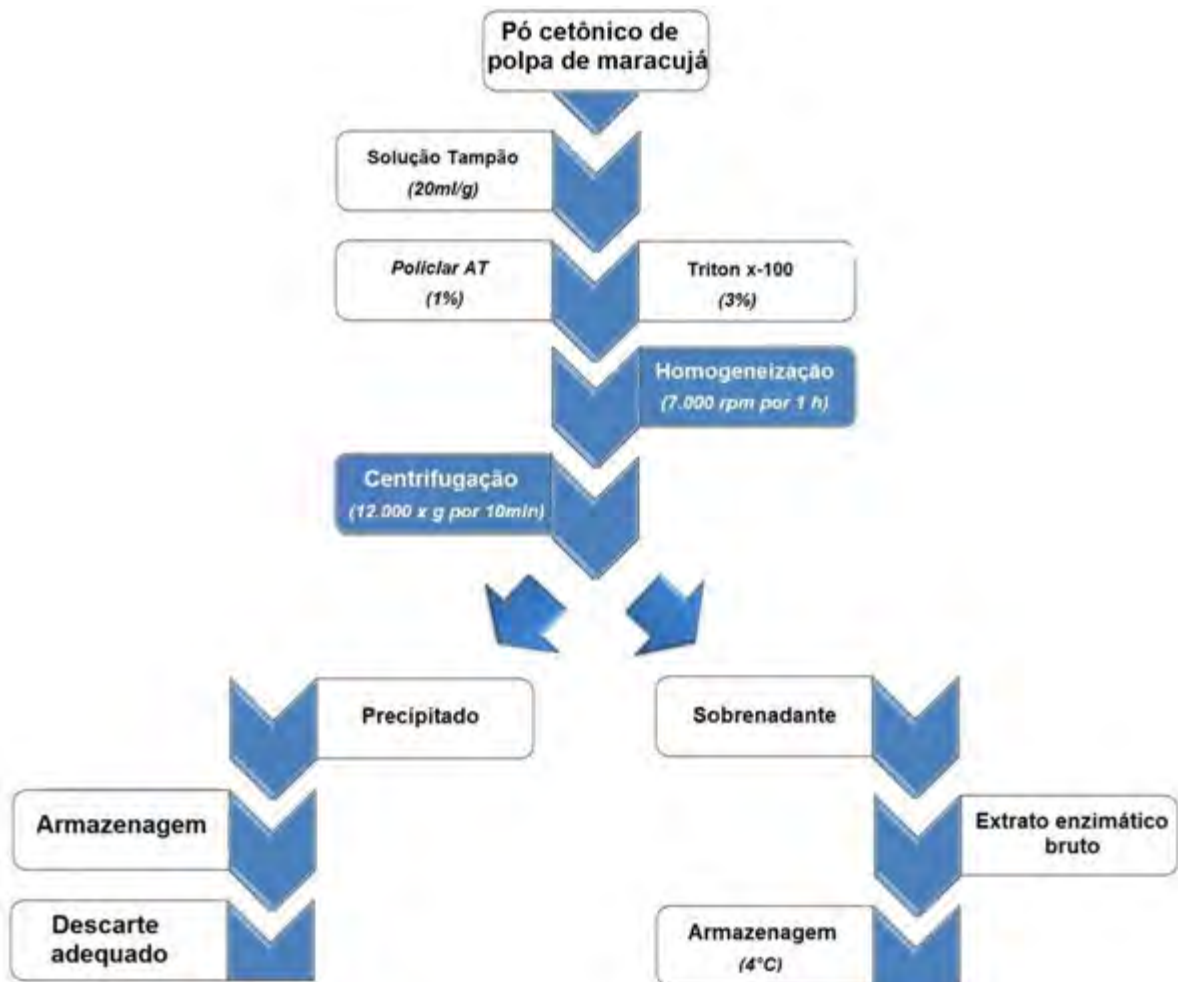 Pó cetônico de
polpa de maracujá
Solução Tampão
(20ml/g)
Policlar AT
(1%)
Triton x-100
(3%)
Homogeneização
(7.000 rpm por 1 h)
Centrifugação
(12.000 x g por 10min)
Precipitado
Sobrenadante
Armazenagem
Extrato enzimático
bruto
Descarte
adequado
Armazenagem
(4°C)